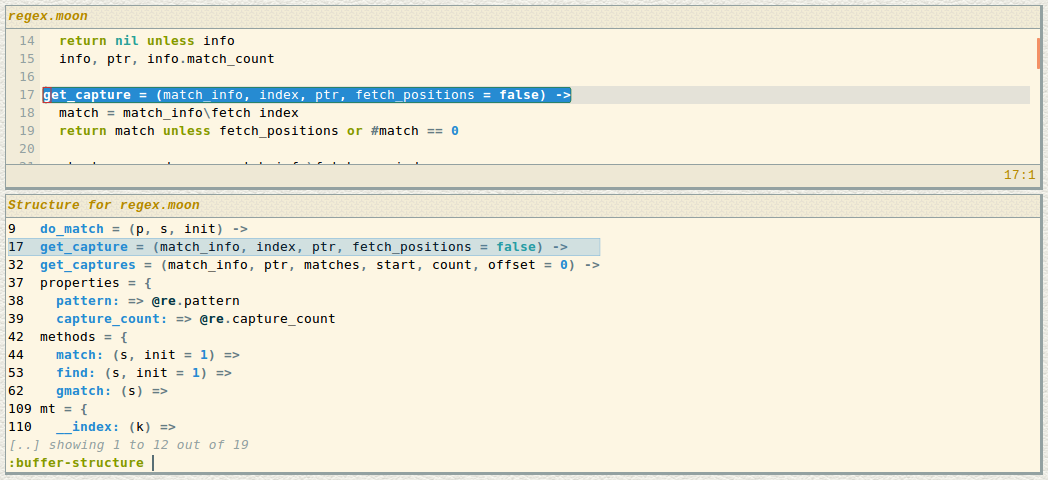 regex.moon
14 return nil unless info
15 info, ptr, info.match_count
16
17 get_capture = (match_info, index, ptr, fetch_positions = false) ->
18 match = match_info\fetch index
19 return match unless fetch_positions or #match == 0
20
17:1
Structure for regex.moon
9 do_match = (p, s, init) ->
17 get_capture = (match_info, index, ptr, fetch_positions = false) ->
32 get_captures = (match_info, ptr, matches, start, count, offset = 0) ->
37 properties = {
38 pattern: => @re.pattern
39 capture_count: => @re.capture_count
42 methods = {
44 match: (s, init = 1) =>
53 find: (s, init = 1) =>
62 gmatch: (s) =>
109 mt = {
110 __index: (k) =>
[..] showing 1 to 12 out of 19
:buffer-structure